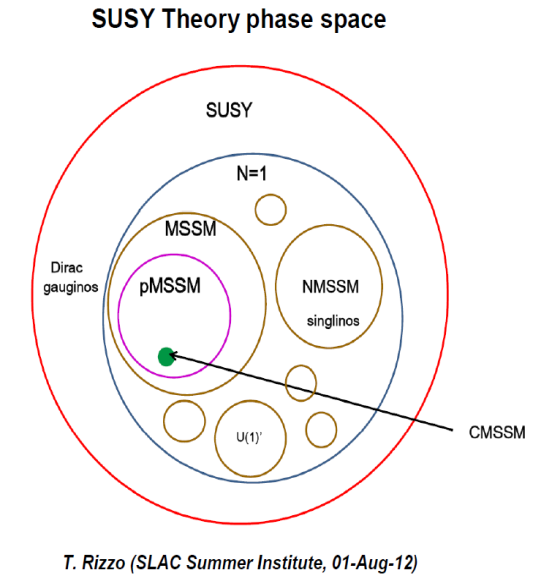 SUSY Theory phase space
SUSY
N=1
MSSM
Dirac
gauginos
pMSSM
NMSSM
singlinos
U(1)'
CMSSM
T. Rizzo (SLAC Summer Institute, 01-Aug-12)